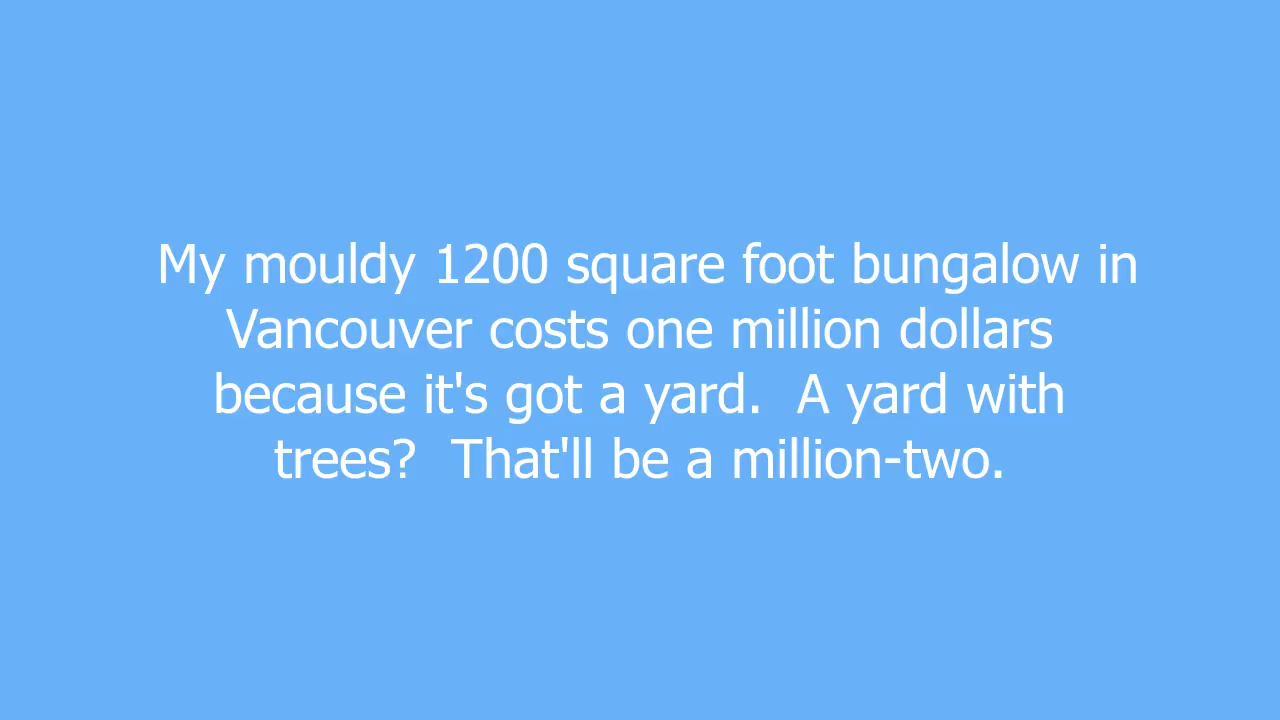 My mouldy 1200 square foot bungalow in
Vancouver costs one million dollars
because it's got a yard.  A yard with
trees?  That'll be a million-two.